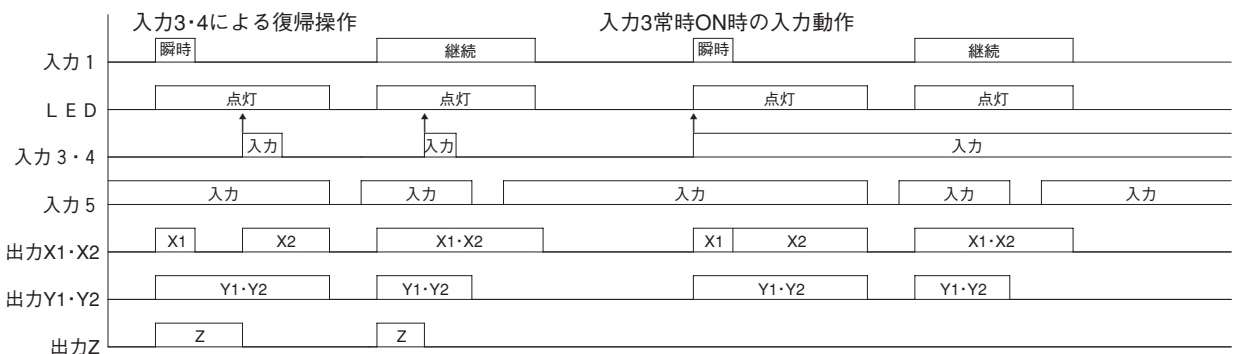 入力3･4による復帰操作 入力3常時ON時の入力動作
入力1 瞬時 継続 瞬時 継続
ＬＥＤ 点灯 点灯 点灯 点灯
入力3・4 入力 入力 入力
入力5 入力 入力 入力 入力 入力
出力X1･X2 X1 X2 X1･X2 X1 X2 X1･X2
出力Y1･Y2 Y1･Y2 Y1･Y2 Y1･Y2 Y1･Y2
出力Z Z Z